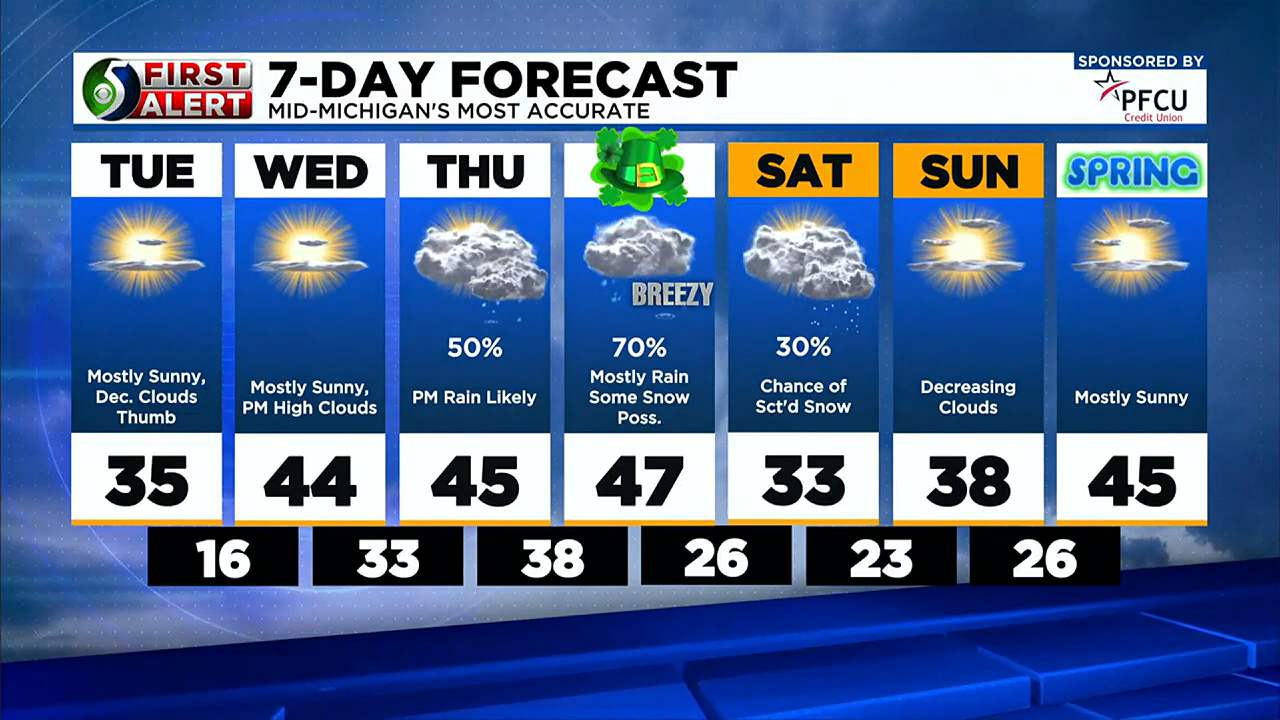 FIRST
ALERT
7-DAY FORECAST
MID-MICHIGAN'S MOST ACCURATE
SPONSORED BY
PFCU
Credit Union
TUE
WED
THU
SAT
SUN
SPRING
BREEZY
50%
70%
30%
Mostly Sunny,
Dec. Clouds
Thumb
Mostly Sunny,
PM High Clouds
PM Rain Likely
Mostly Rain
Some Snow
Poss.
Chance of
Sct'd Snow
Decreasing
Clouds
Mostly Sunny
35
44
45
47
33
38
45
16
33
38
26
23
26